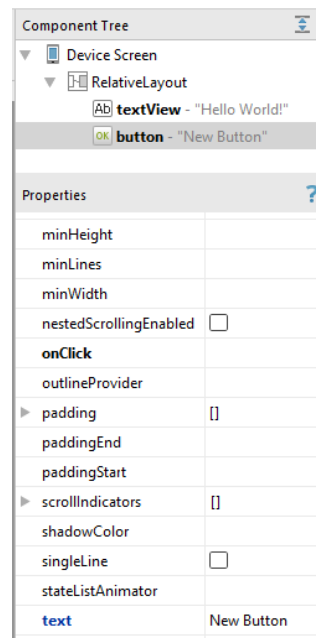 Component Tree
Device Screen
RelativeLayout
Ab textView - "Hello World!"
OK button - "New Button"
Properties ?
minHeight
minLines
minWidth
nestedScrollingEnabled
onClick
outlineProvider
padding []
paddingEnd
paddingStart
scrollIndicators []
shadowColor
singleLine
stateListAnimator
text New Button